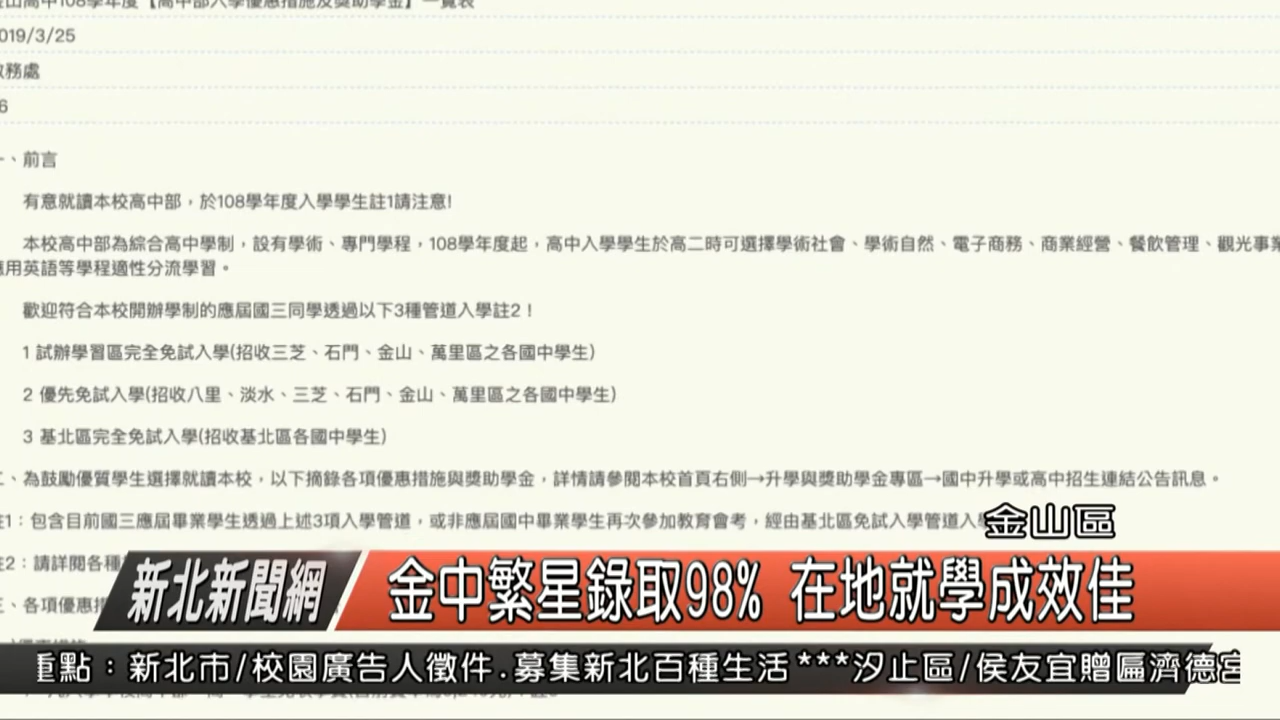 金山高中108學年度【高中部入學優惠措施及獎助學金】一覽表
2019/3/25
教務處
6
、前言
有意就讀本校高中部，於108學年度入學學生註1請注意!
本校高中部為綜合高中學制，設有學術、專門學程，108學年度起，高中入學學生於高二時可選擇學術社會、學術自然、電子商務、商業經營、餐飲管理、觀光事業
應用英語等學程適性分流學習。
歡迎符合本校開辦學制的應屆國三同學透過以下3種管道入學註2！
1 試辦學習區完全免試入學(招收三芝、石門、金山、萬里區之各國中學生)
2 優先免試入學(招收八里、淡水、三芝、石門、金山、萬里區之各國中學生)
3 基北區完全免試入學(招收基北區各國中學生)
二、為鼓勵優質學生選擇就讀本校，以下摘錄各項優惠措施與獎助學金，詳情請參閱本校首頁右側→升學與獎助學金專區→國中升學或高中招生連結公告訊息。
註1：包含目前國三應屆畢業學生透過上述3項入學管道，或非應屆國中畢業學生再次參加教育會考，經由基北區免試入學管道入學
金山區
註2：請詳閱各種
新北新聞網
金中繁星錄取98% 在地就學成效佳
三、各項優惠措
重點：新北市/校園廣告人徵件.募集新北百種生活***汐止區/侯友宜贈匾濟德宮